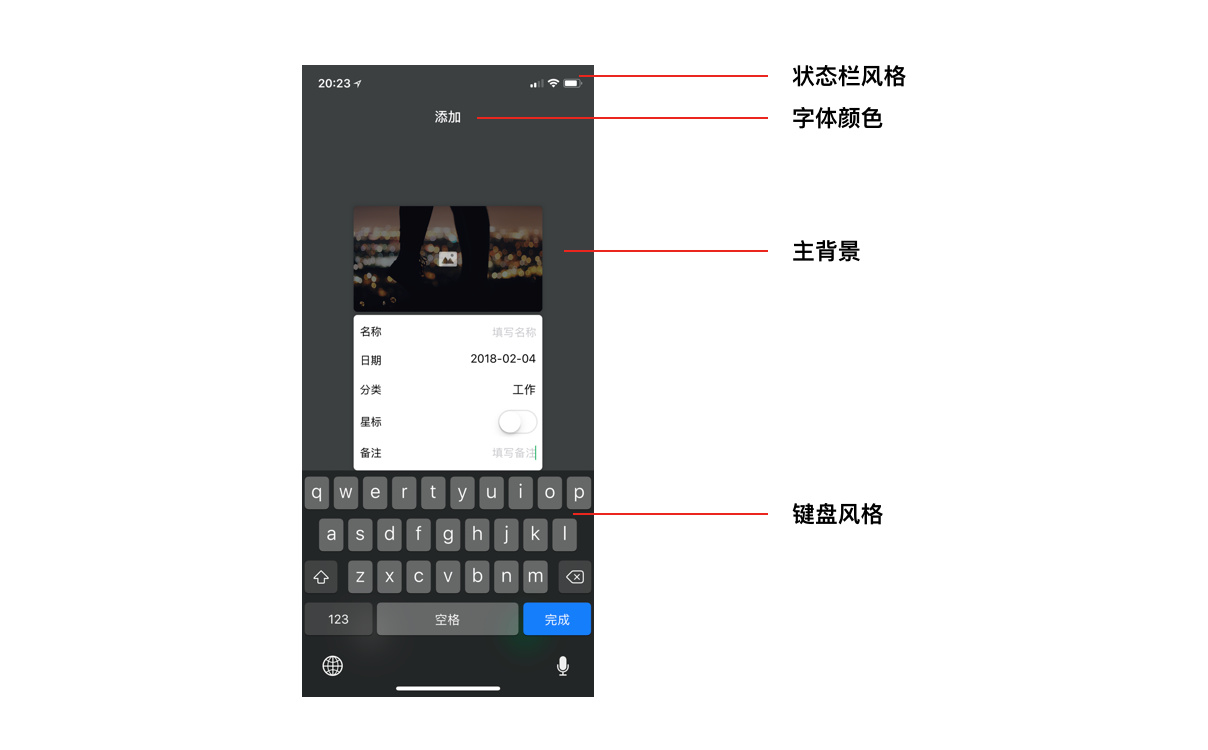 20:23
状态栏风格
添加
字体颜色
主背景
名称 填写名称
日期 2018-02-04
分类 工作
星标
备注 填写备注
q w e r t y u i o p
键盘风格
a s d f g h j k l
z x c v b n m
123 空格 完成